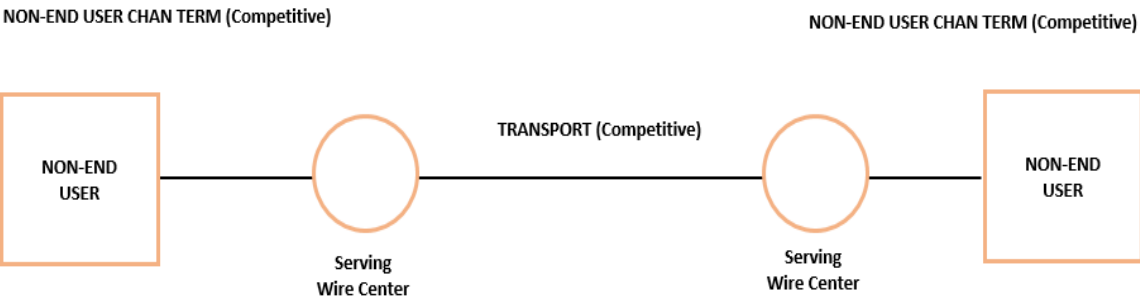 NON-END USER CHAN TERM (Competitive)
NON-END USER CHAN TERM (Competitive)
TRANSPORT (Competitive)
NON-END
USER
NON-END
USER
Serving
Wire Center
Serving
Wire Center